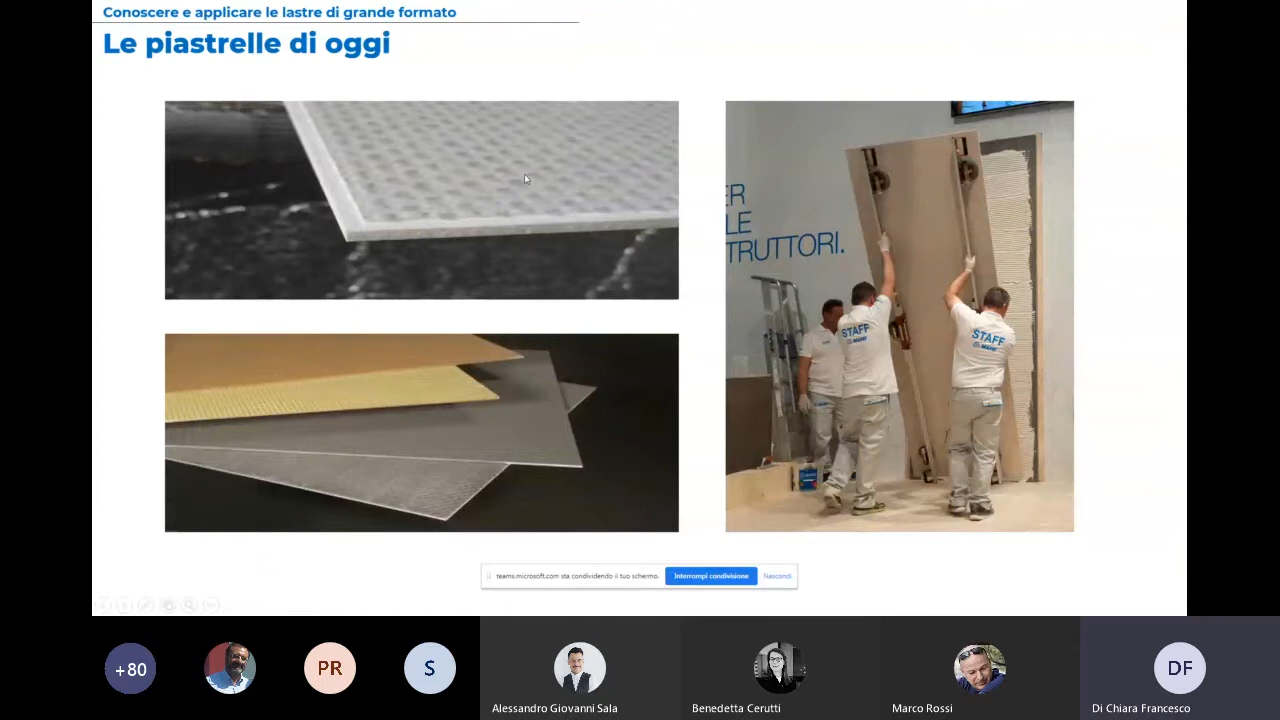 Conoscere e applicare le lastre di grande formato
Le piastrelle di oggi
ER
LE
TRUTTORI.
STAFF
MAPEI
STAFF
MAPEI
teams.microsoft.com sta condividendo il tuo schermo.
Interrompi condivisione
Nascondi
+80
PR
S
DF
Alessandro Giovanni Sala
Benedetta Cerutti
Marco Rossi
Di Chiara Francesco